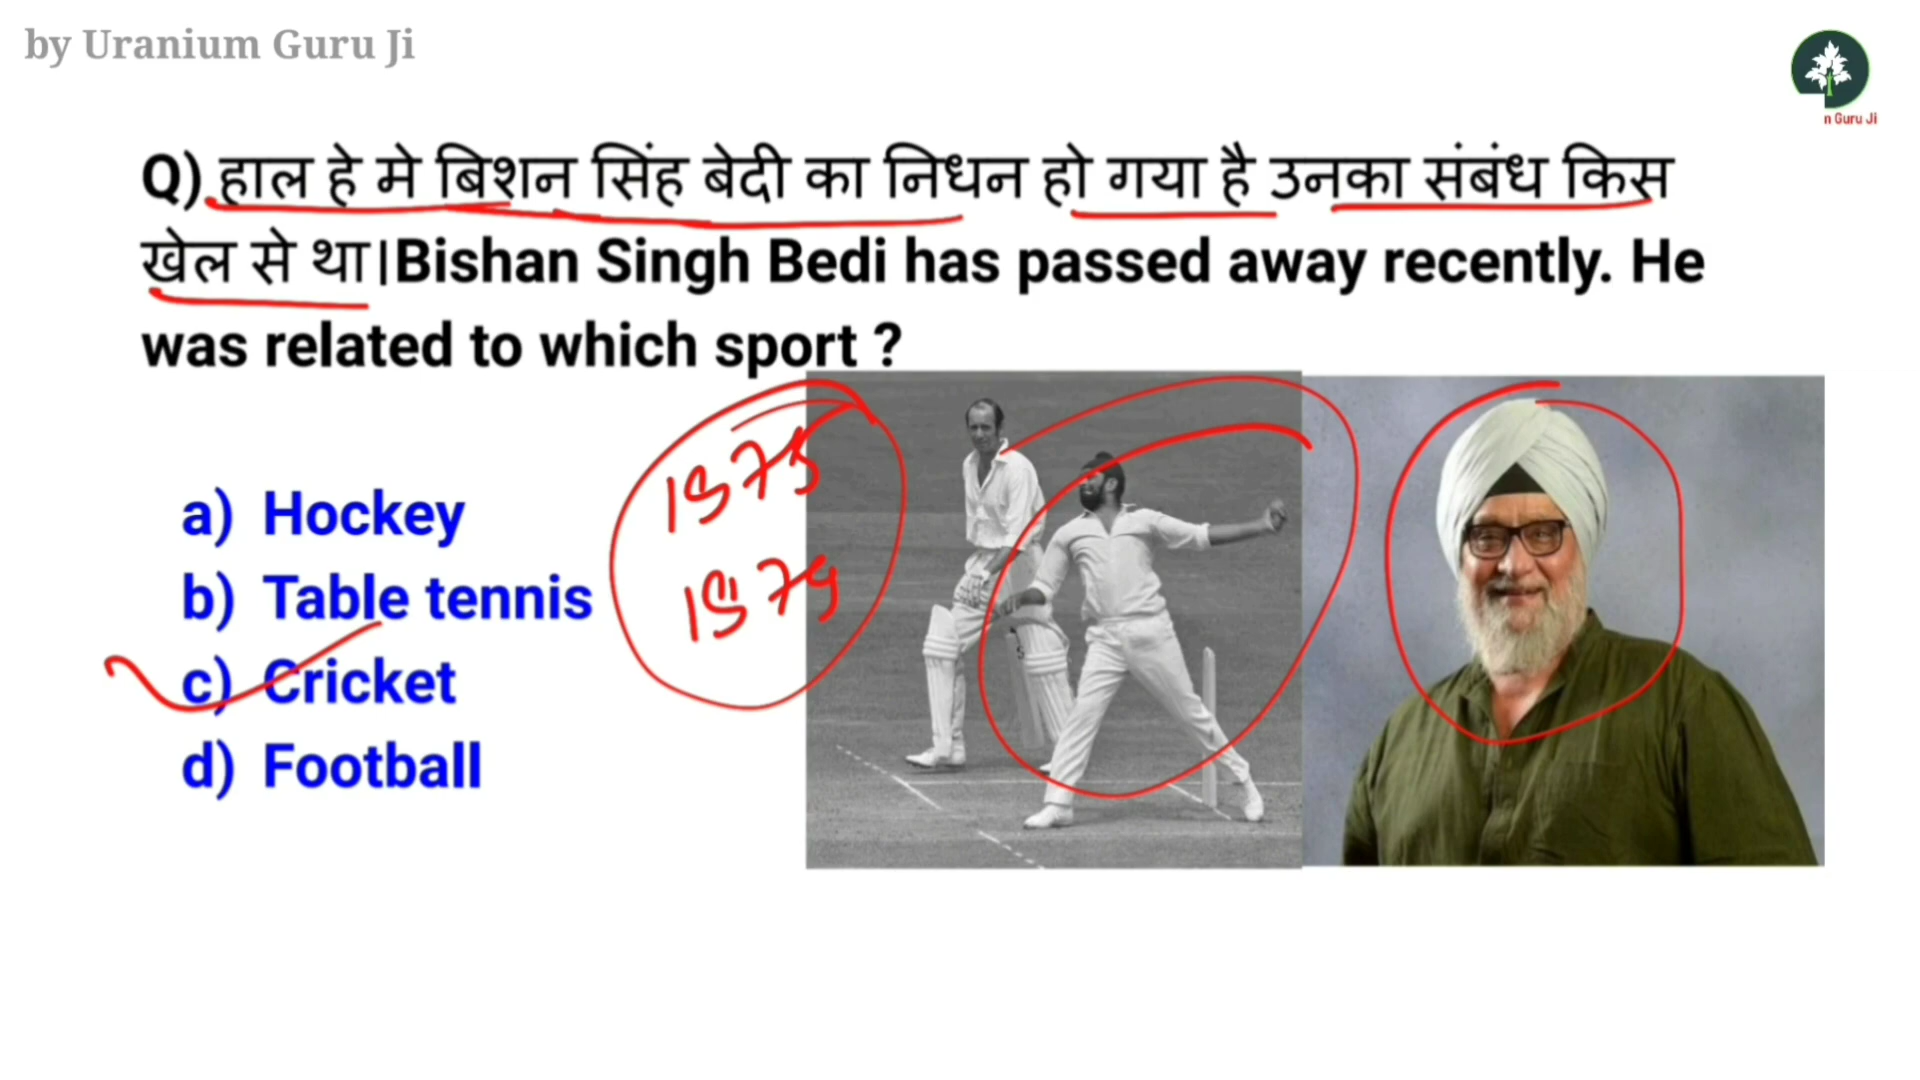 by Uranium Guru Ji
n Guru Ji
Q) हाल हे मे बिशन सिंह बेदी का निधन हो गया है उनका संबंध किस
खेल से था|Bishan Singh Bedi has passed away recently. He
was related to which sport ?
1975
1979
a) Hockey
b) Table tennis
c) Cricket
d) Football